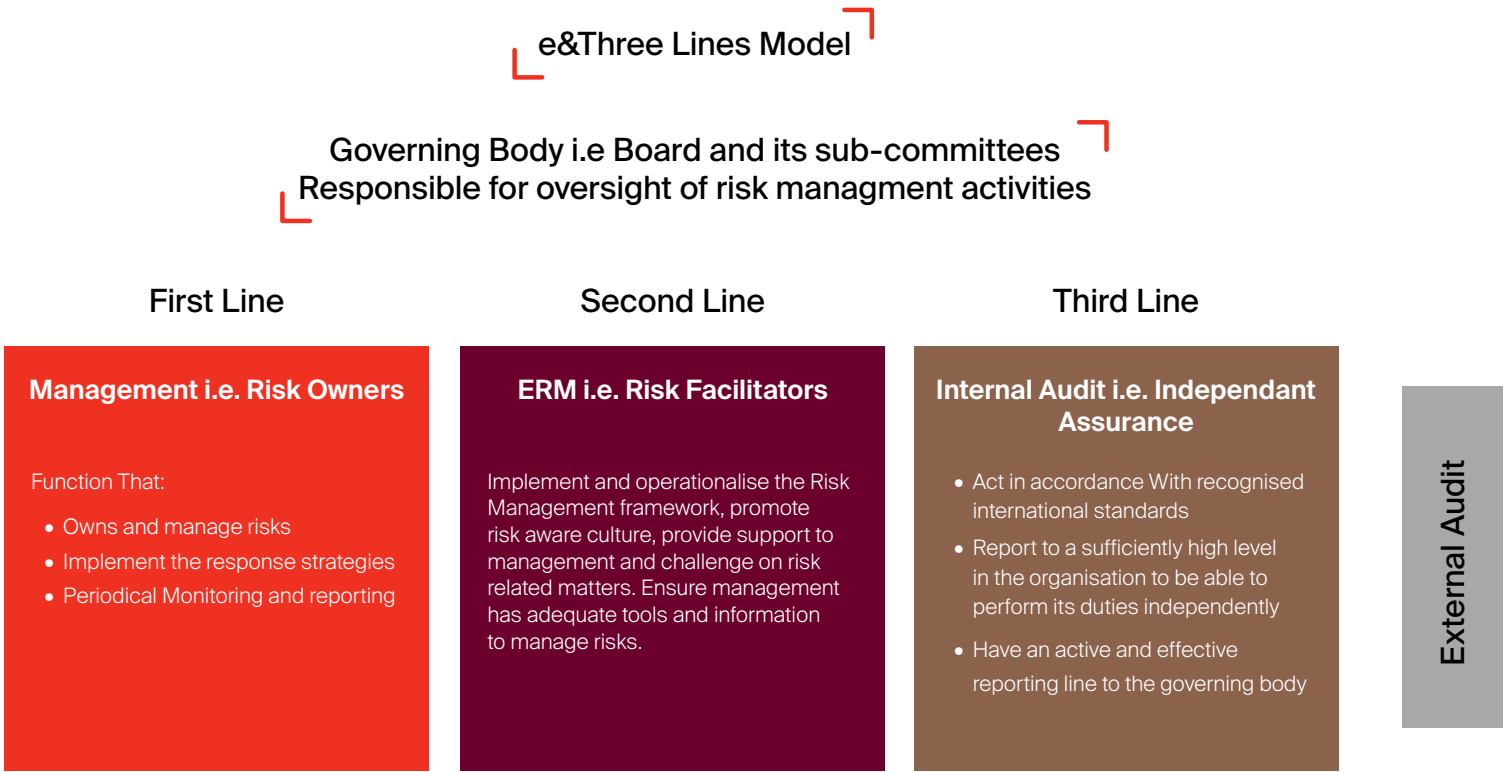 e&Three Lines Model
Governing Body i.e Board and its sub-committees
Responsible for oversight of risk managment activities
First Line
Management i.e. Risk Owners
Function That:
• Owns and manage risks
• Implement the response strategies
• Periodical Monitoring and reporting
Second Line
ERM i.e. Risk Facilitators
Implement and operationalise the Risk
Management framework, promote
risk aware culture, provide support to
management and challenge on risk
related matters. Ensure management
has adequate tools and information
to manage risks.
Third Line
Internal Audit i.e. Independant
Assurance
• Act in accordance With recognised
international standards
• Report to a sufficiently high level
in the organisation to be able to
perform its duties independently
• Have an active and effective
reporting line to the governing body
External Audit